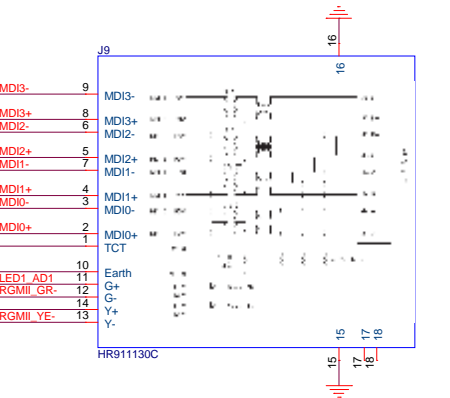 16
16
J9
MDI3- 9 MDI3-
MDI3+ 8 MDI3+
MDI2- 6 MDI2-
MDI2+ 5 MDI2+
MDI1- 7 MDI1-
MDI1+ 4 MDI1+
MDI0- 3 MDI0-
MDI0+ 2 MDI0+
1 TCT
10 Earth
LED1_AD1 11 G+
RGMII_GR- 12 G-
14 Y+
RGMII_YE- 13 Y-
15 17 18
HR911130C
15 17 18